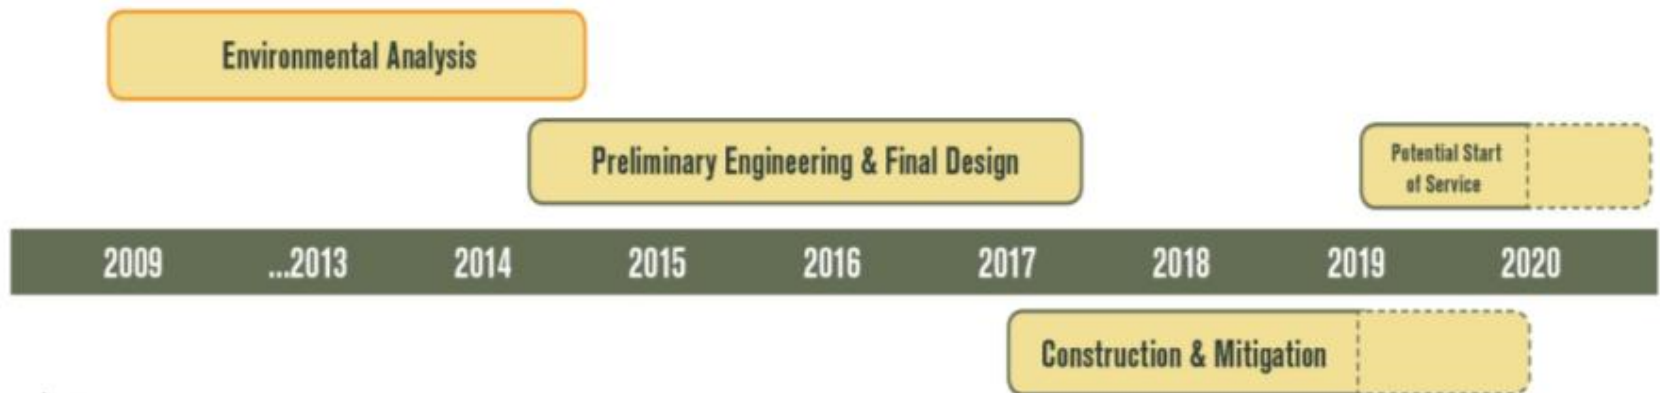 Environmental Analysis
Preliminary Engineering & Final Design
Potential Start
of Service
2009 ...2013 2014 2015 2016 2017 2018 2019 2020
Construction & Mitigation